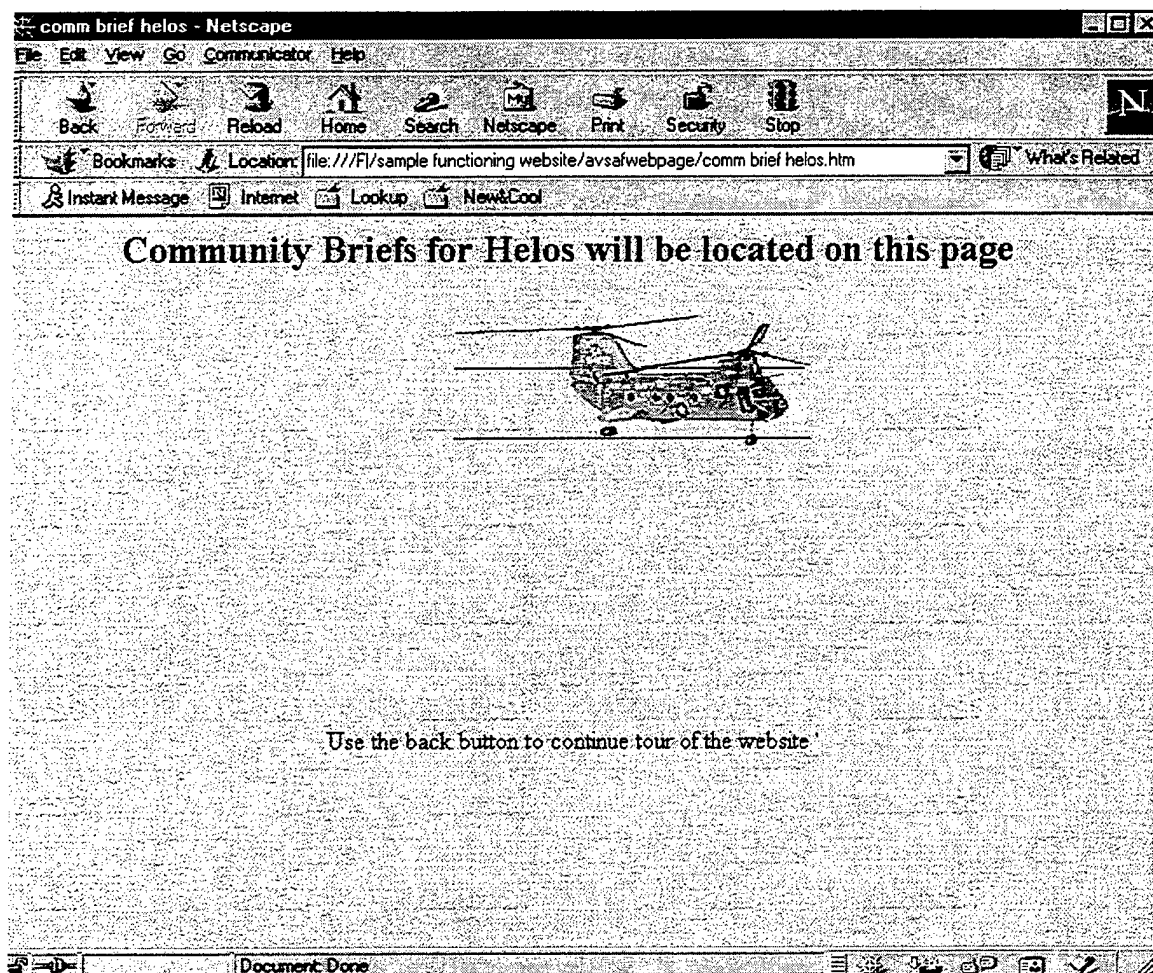 comm brief helos - Netscape
File Edit View Go Communicator Help
Back Forward Reload Home Search Netscape Print Security Stop
My
N
Bookmarks Location: file:///F|/sample functioning website/avsafwebpage/comm brief helos.htm What's Related
Instant Message Internet Lookup New&Cool
Community Briefs for Helos will be located on this page
Use the back button to continue tour of the website
Document: Done